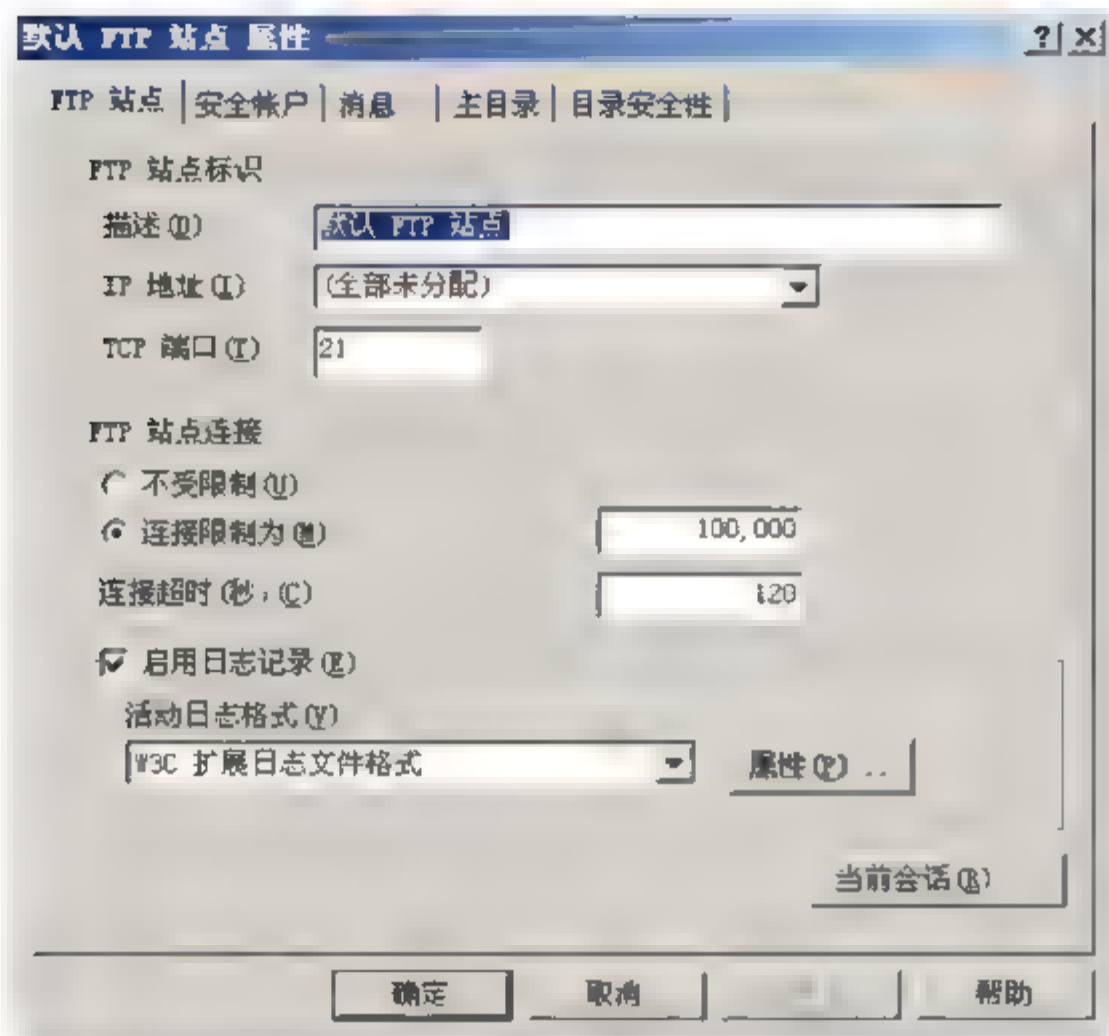 默认 FTP 站点 属性
FTP 站点 安全帐户 消息 主目录 目录安全性
FTP 站点标识
描述(D) 默认 FTP 站点
IP 地址(I) (全部未分配)
TCP 端口(T) 21
FTP 站点连接
不受限制(U)
连接限制为(M) 100,000
连接超时(秒)(C) 120
启用日志记录(E)
活动日志格式(V)
W3C 扩展日志文件格式 属性(P)..
当前会话(R)
确定 取消 帮助